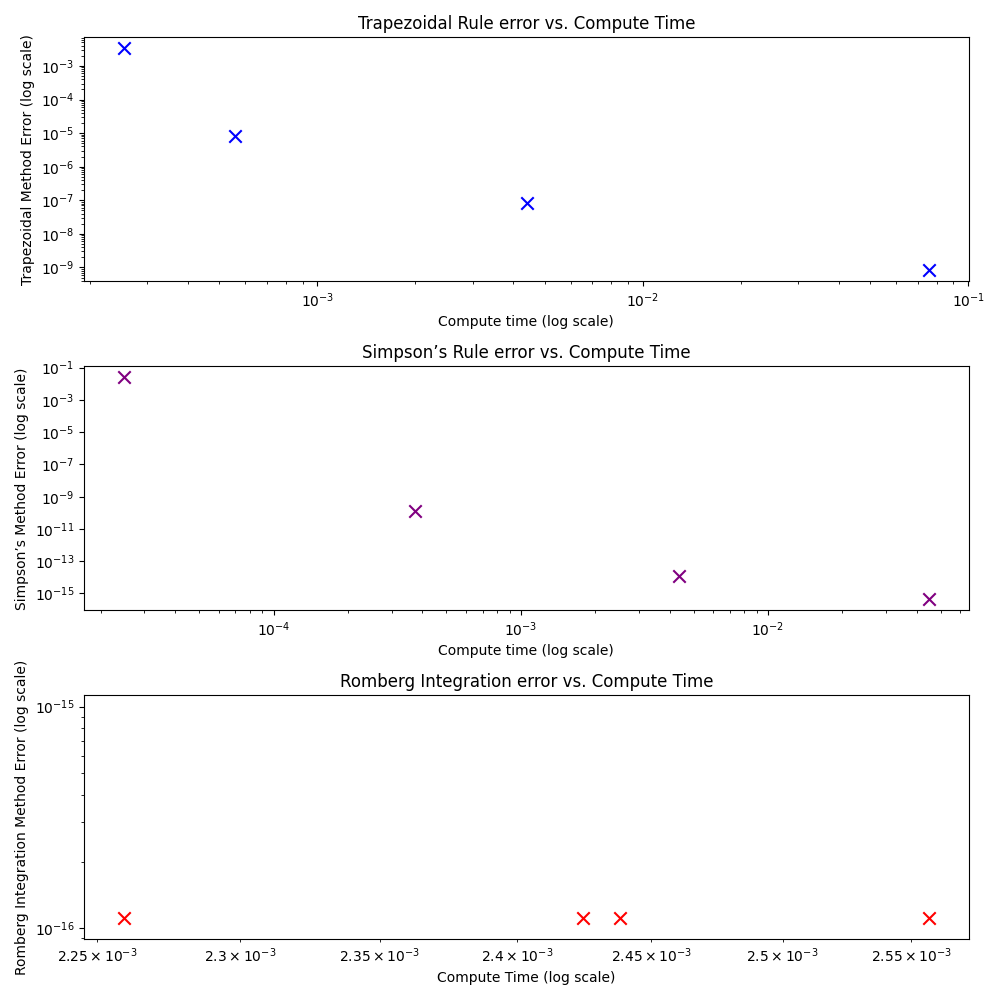 Trapezoidal Rule error vs. Compute Time
Trapezoidal Method Error (log scale)
10⁻³
10⁻⁴
10⁻⁵
10⁻⁶
10⁻⁷
10⁻⁸
10⁻⁹
10⁻³ 10⁻² 10⁻¹
Compute time (log scale)
Simpson’s Rule error vs. Compute Time
Simpson’s Method Error (log scale)
10⁻¹
10⁻³
10⁻⁵
10⁻⁷
10⁻⁹
10⁻¹¹
10⁻¹³
10⁻¹⁵
10⁻⁴ 10⁻³ 10⁻²
Compute time (log scale)
Romberg Integration error vs. Compute Time
Romberg Integration Method Error (log scale)
10⁻¹⁵
10⁻¹⁶
2.25 × 10⁻³ 2.3 × 10⁻³ 2.35 × 10⁻³ 2.4 × 10⁻³ 2.45 × 10⁻³ 2.5 × 10⁻³ 2.55 × 10⁻³
Compute Time (log scale)